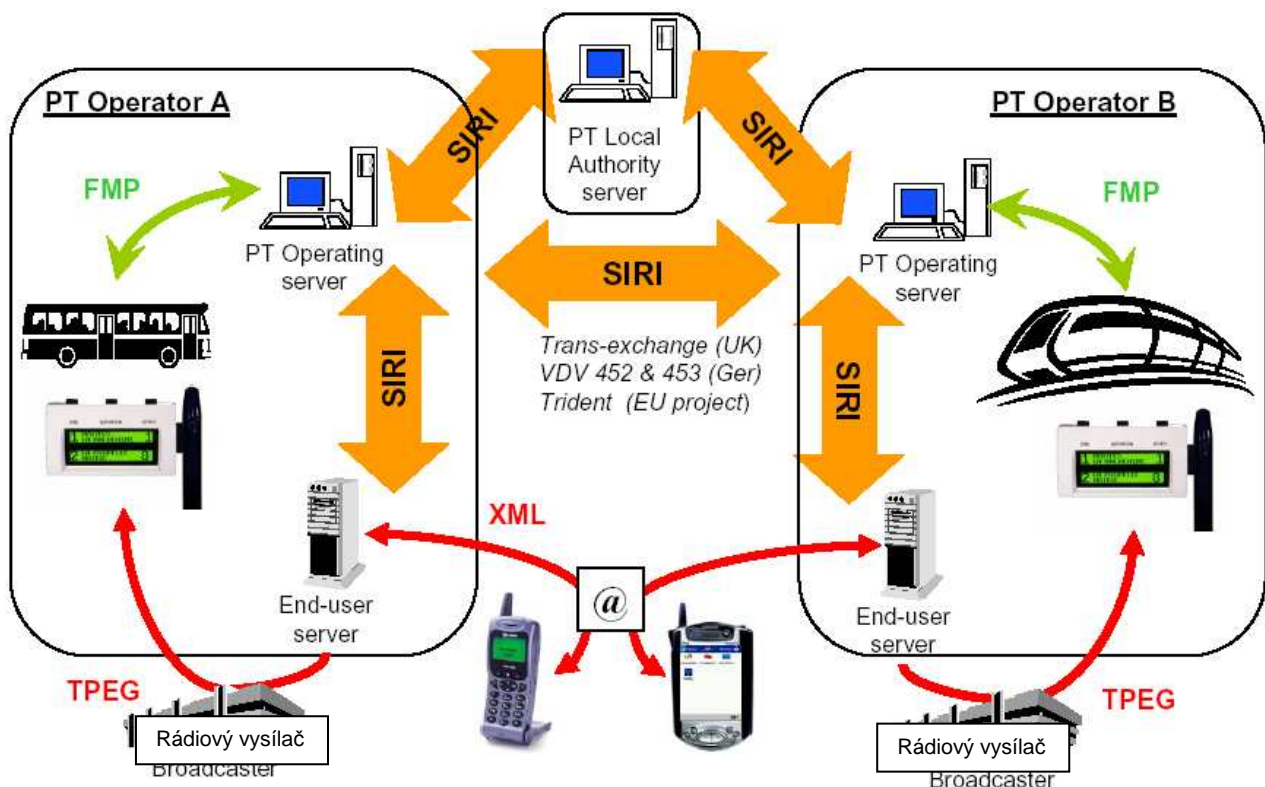 PT Operator A
FMP
PT Operating
server
SIRI
End-user
server
TPEG
Rádiový vysílač
Broadcaster
SIRI
PT Local
Authority
server
SIRI
SIRI
Trans-exchange (UK)
VDV 452 & 453 (Ger)
Trident (EU project)
XML
@
PT Operator B
FMP
PT Operating
server
SIRI
End-user
server
TPEG
Rádiový vysílač
Broadcaster